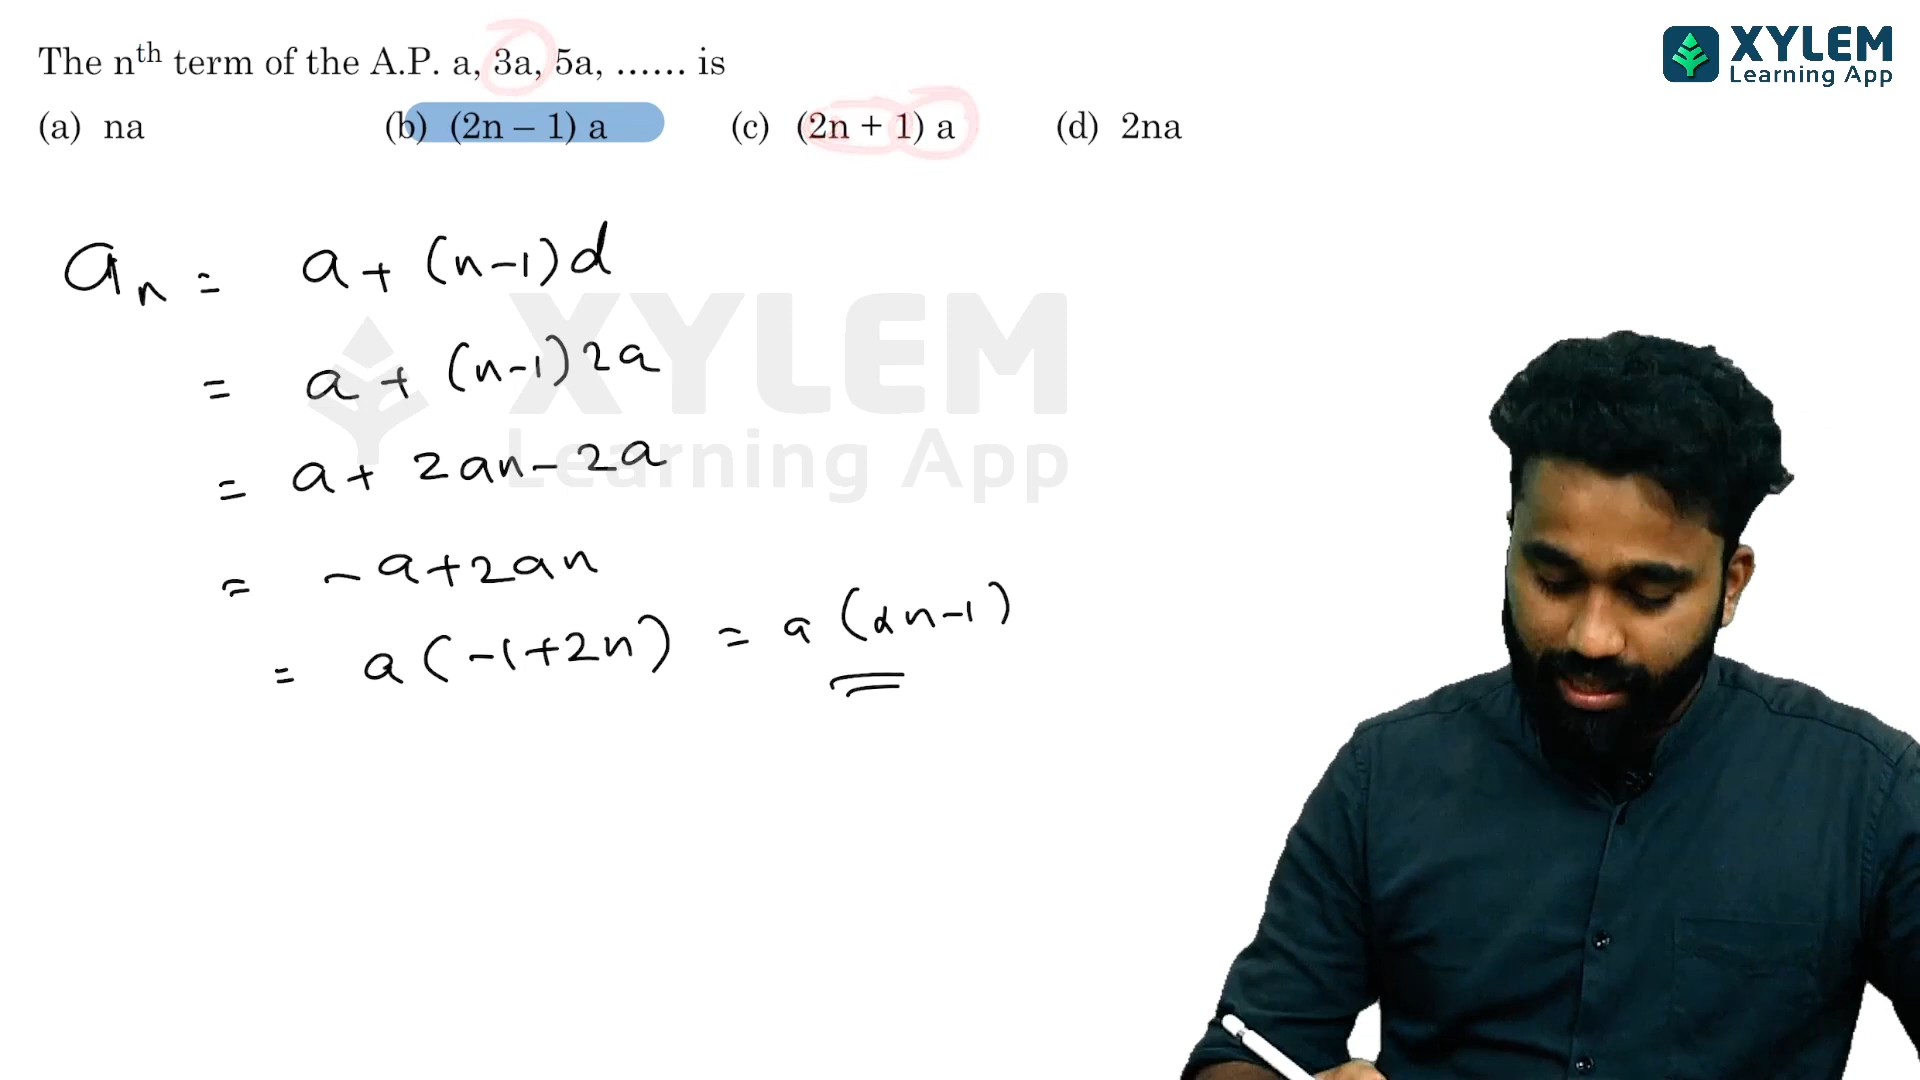 The nth term of the A.P. a, 3a, 5a, ...... is
XYLEM
Learning App
(a) na (b) (2n – 1) a (c) (2n + 1) a (d) 2na
an = a + (n-1)d
= a + (n-1)2a
= a + 2an - 2a
= -a+2an
= a(-1+2n) = a(2n-1)
XYLEM
Learning App